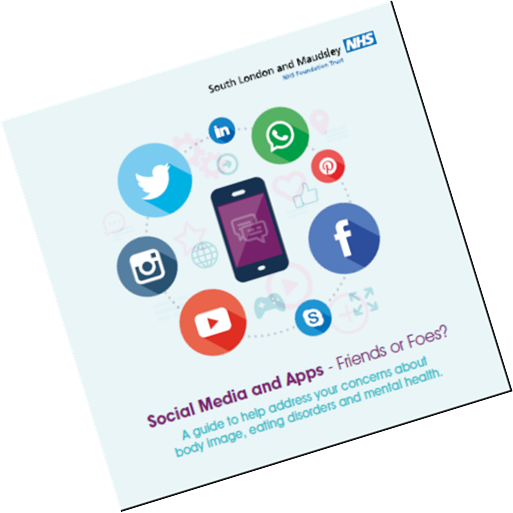 South London and Maudsley NHS
NHS Foundation Trust
in
Social Media and Apps - Friends or Foes?
A guide to help address your concerns about
body image, eating disorders and mental health.